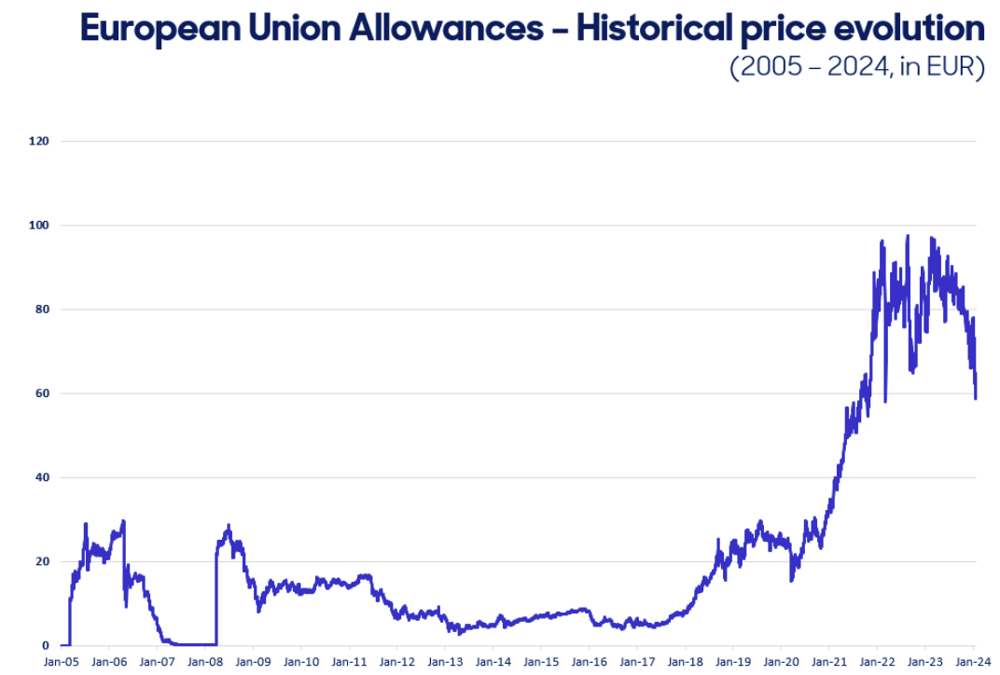 European Union Allowances – Historical price evolution
(2005 – 2024, in EUR)
120
100
80
60
40
20
0
Jan-05 Jan-06 Jan-07 Jan-08 Jan-09 Jan-10 Jan-11 Jan-12 Jan-13 Jan-14 Jan-15 Jan-16 Jan-17 Jan-18 Jan-19 Jan-20 Jan-21 Jan-22 Jan-23 Jan-24